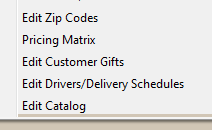 Edit Zip Codes
Pricing Matrix
Edit Customer Gifts
Edit Drivers/Delivery Schedules
Edit Catalog